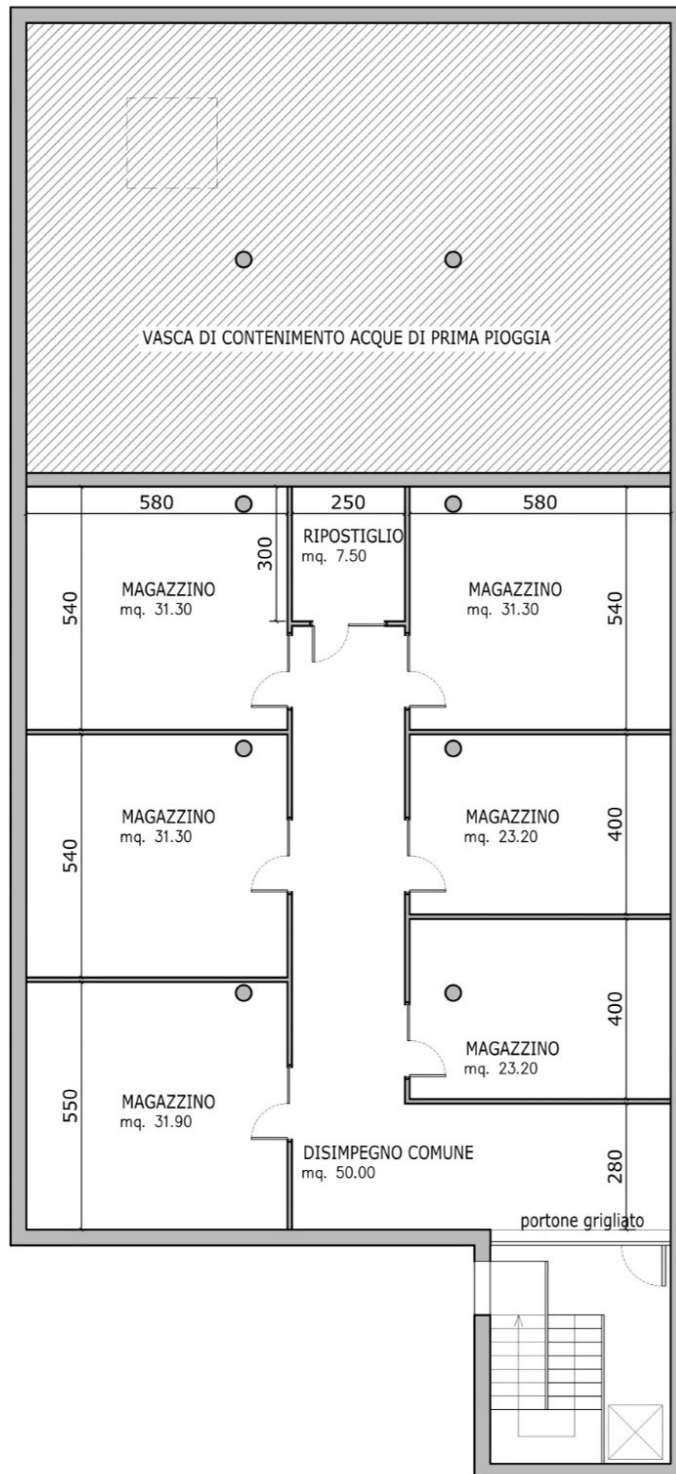 VASCA DI CONTENIMENTO ACQUE DI PRIMA PIOGGIA
580
250
580
RIPOSTIGLIO
mq. 7.50
300
540
MAGAZZINO
mq. 31.30
MAGAZZINO
mq. 31.30
540
540
MAGAZZINO
mq. 31.30
MAGAZZINO
mq. 23.20
400
550
MAGAZZINO
mq. 31.90
MAGAZZINO
mq. 23.20
400
DISIMPEGNO COMUNE
mq. 50.00
280
portone grigliato